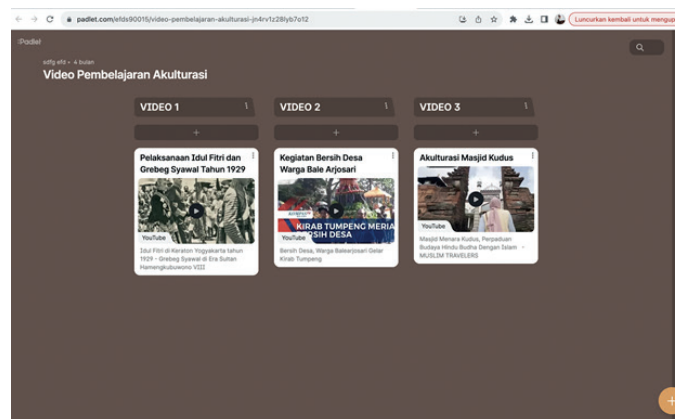 padlet.com/efds90015/video-pembelajaran-akulturasi-jn4rv1z28lyb7o12
Luncurkan kembali untuk mengup
Padlet
sdfg efd • 4 bulan
Video Pembelajaran Akulturasi
VIDEO 1
VIDEO 2
VIDEO 3
Pelaksanaan Idul Fitri dan
Grebeg Syawal Tahun 1929
YouTube
Idul Fitri di Keraton Yogyakarta tahun
1929 - Grebeg Syawal di Era Sultan
Hamengkubuwono VIII
Kegiatan Bersih Desa
Warga Bale Arjosari
KIRAB TUMPENG MERIA
RSIH DESA
YouTube
Bersih Desa, Warga Balearjosari Gelar
Kirab Tumpeng
Akulturasi Masjid Kudus
YouTube
Masjid Menara Kudus, Perpaduan
Budaya Hindu Budha Dengan Islam -
MUSLIM TRAVELERS